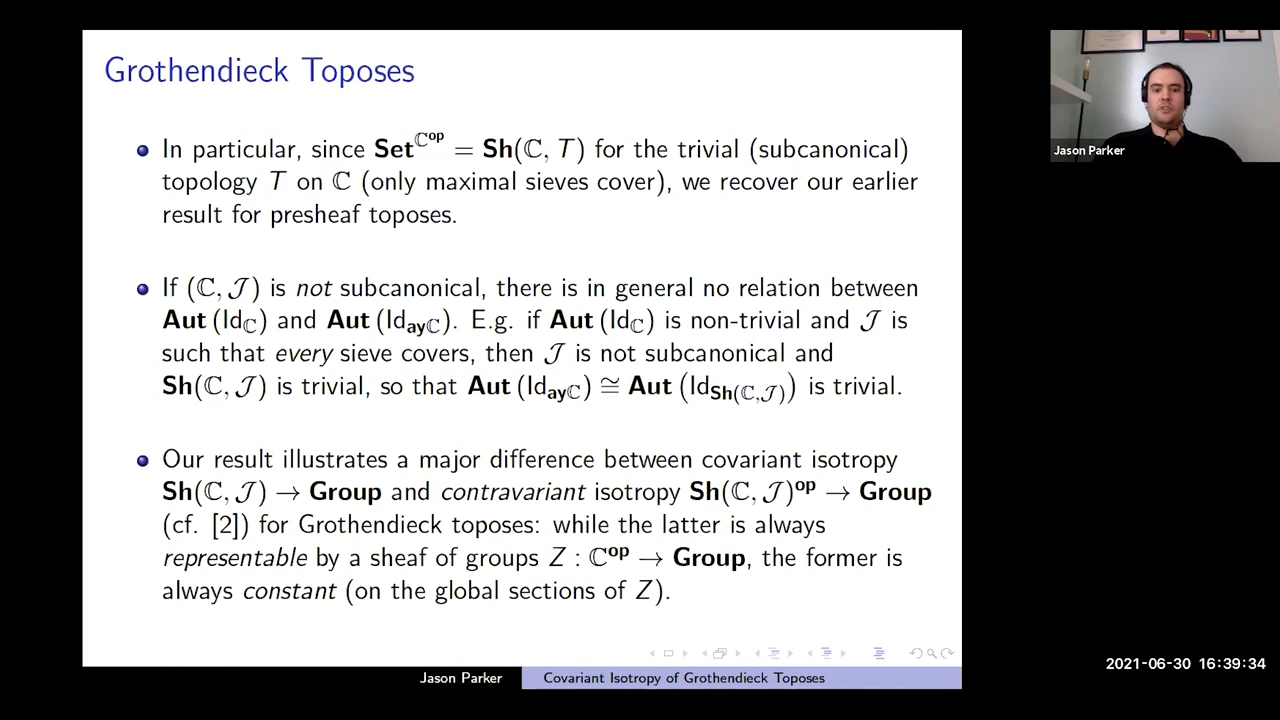 Grothendieck Toposes
In particular, since Set^ℂ^op = Sh(ℂ, T) for the trivial (subcanonical)
topology T on ℂ (only maximal sieves cover), we recover our earlier
result for presheaf toposes.
If (ℂ, 𝒥) is not subcanonical, there is in general no relation between
Aut (Id_ℂ) and Aut (Id_ayℂ). E.g. if Aut (Id_ℂ) is non-trivial and 𝒥 is
such that every sieve covers, then 𝒥 is not subcanonical and
Sh(ℂ, 𝒥) is trivial, so that Aut (Id_ayℂ) ≅ Aut (Id_Sh(ℂ,𝒥)) is trivial.
Our result illustrates a major difference between covariant isotropy
Sh(ℂ, 𝒥) → Group and contravariant isotropy Sh(ℂ, 𝒥)^op → Group
(cf. [2]) for Grothendieck toposes: while the latter is always
representable by a sheaf of groups Z : ℂ^op → Group, the former is
always constant (on the global sections of Z).
Jason Parker
Covariant Isotropy of Grothendieck Toposes
Jason Parker
2021-06-30 16:39:34